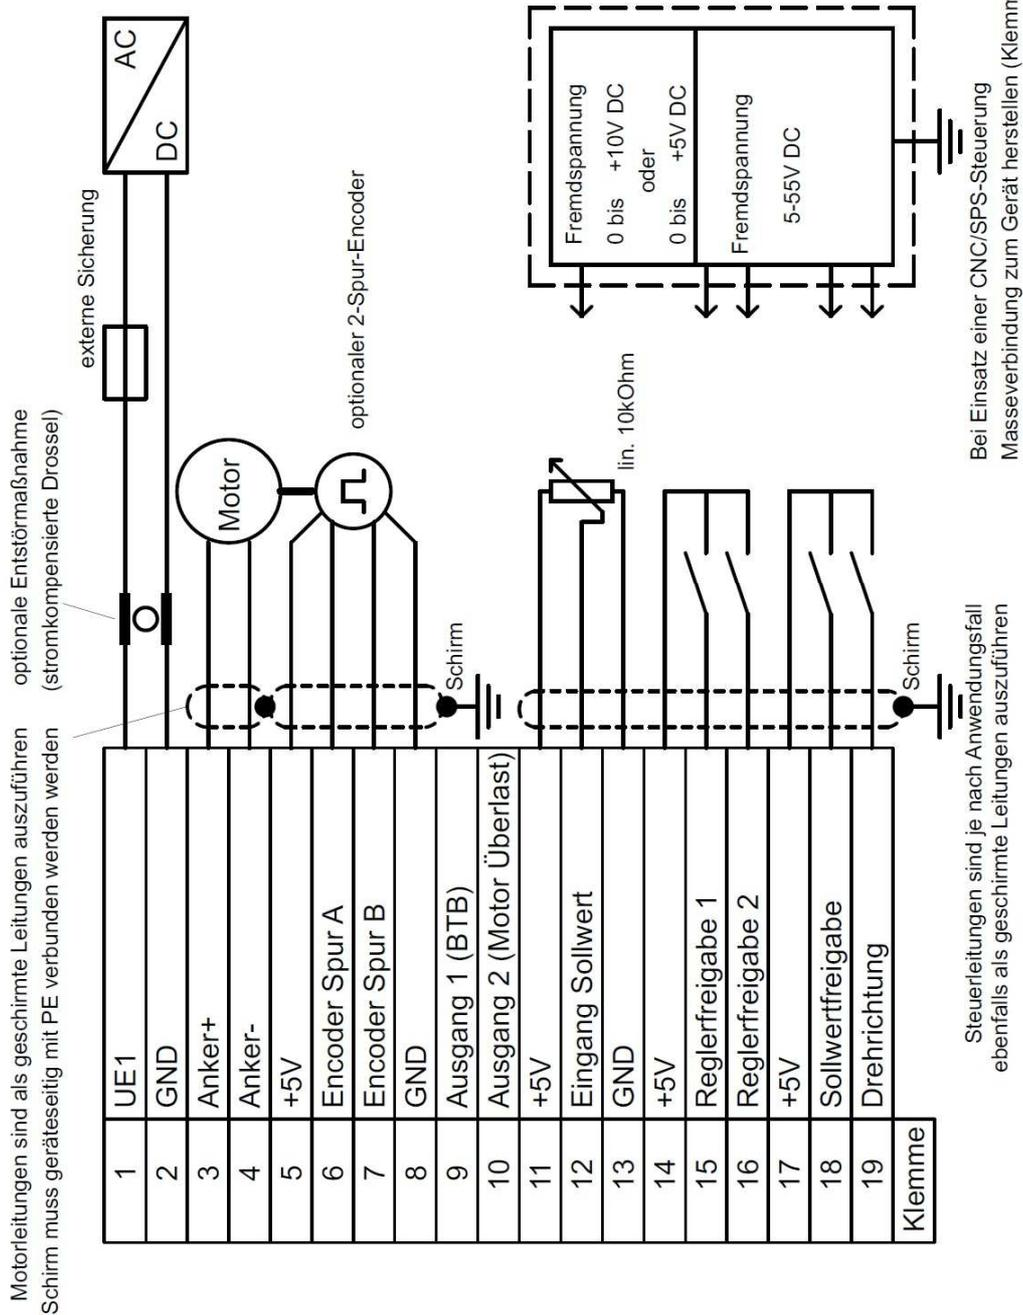 Motorleitungen sind als geschirmte Leitungen auszuführen
Schirm muss geräteseitig mit PE verbunden werden werden
optionale Entstörmaßnahme
(stromkompensierte Drossel)
externe Sicherung
AC
DC
1 UE1
2 GND
3 Anker+
4 Anker-
5 +5V
6 Encoder Spur A
7 Encoder Spur B
8 GND
9 Ausgang 1 (BTB)
10 Ausgang 2 (Motor Überlast)
11 +5V
12 Eingang Sollwert
13 GND
14 +5V
15 Reglerfreigabe 1
16 Reglerfreigabe 2
17 +5V
18 Sollwertfreigabe
19 Drehrichtung
Klemme
Motor
optionaler 2-Spur-Encoder
Schirm
lin. 10kOhm
Schirm
Fremdspannung
0 bis +10V DC
oder
0 bis +5V DC
Fremdspannung
5-55V DC
Steuerleitungen sind je nach Anwendungsfall
ebenfalls als geschirmte Leitungen auszuführen
Bei Einsatz einer CNC/SPS-Steuerung
Masseverbindung zum Gerät herstellen (Klemm